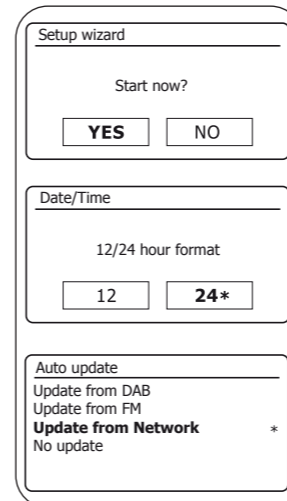 Setup wizard
Start now?
YES NO
Date/Time
12/24 hour format
12 24*
Auto update
Update from DAB
Update from FM
Update from Network *
No update